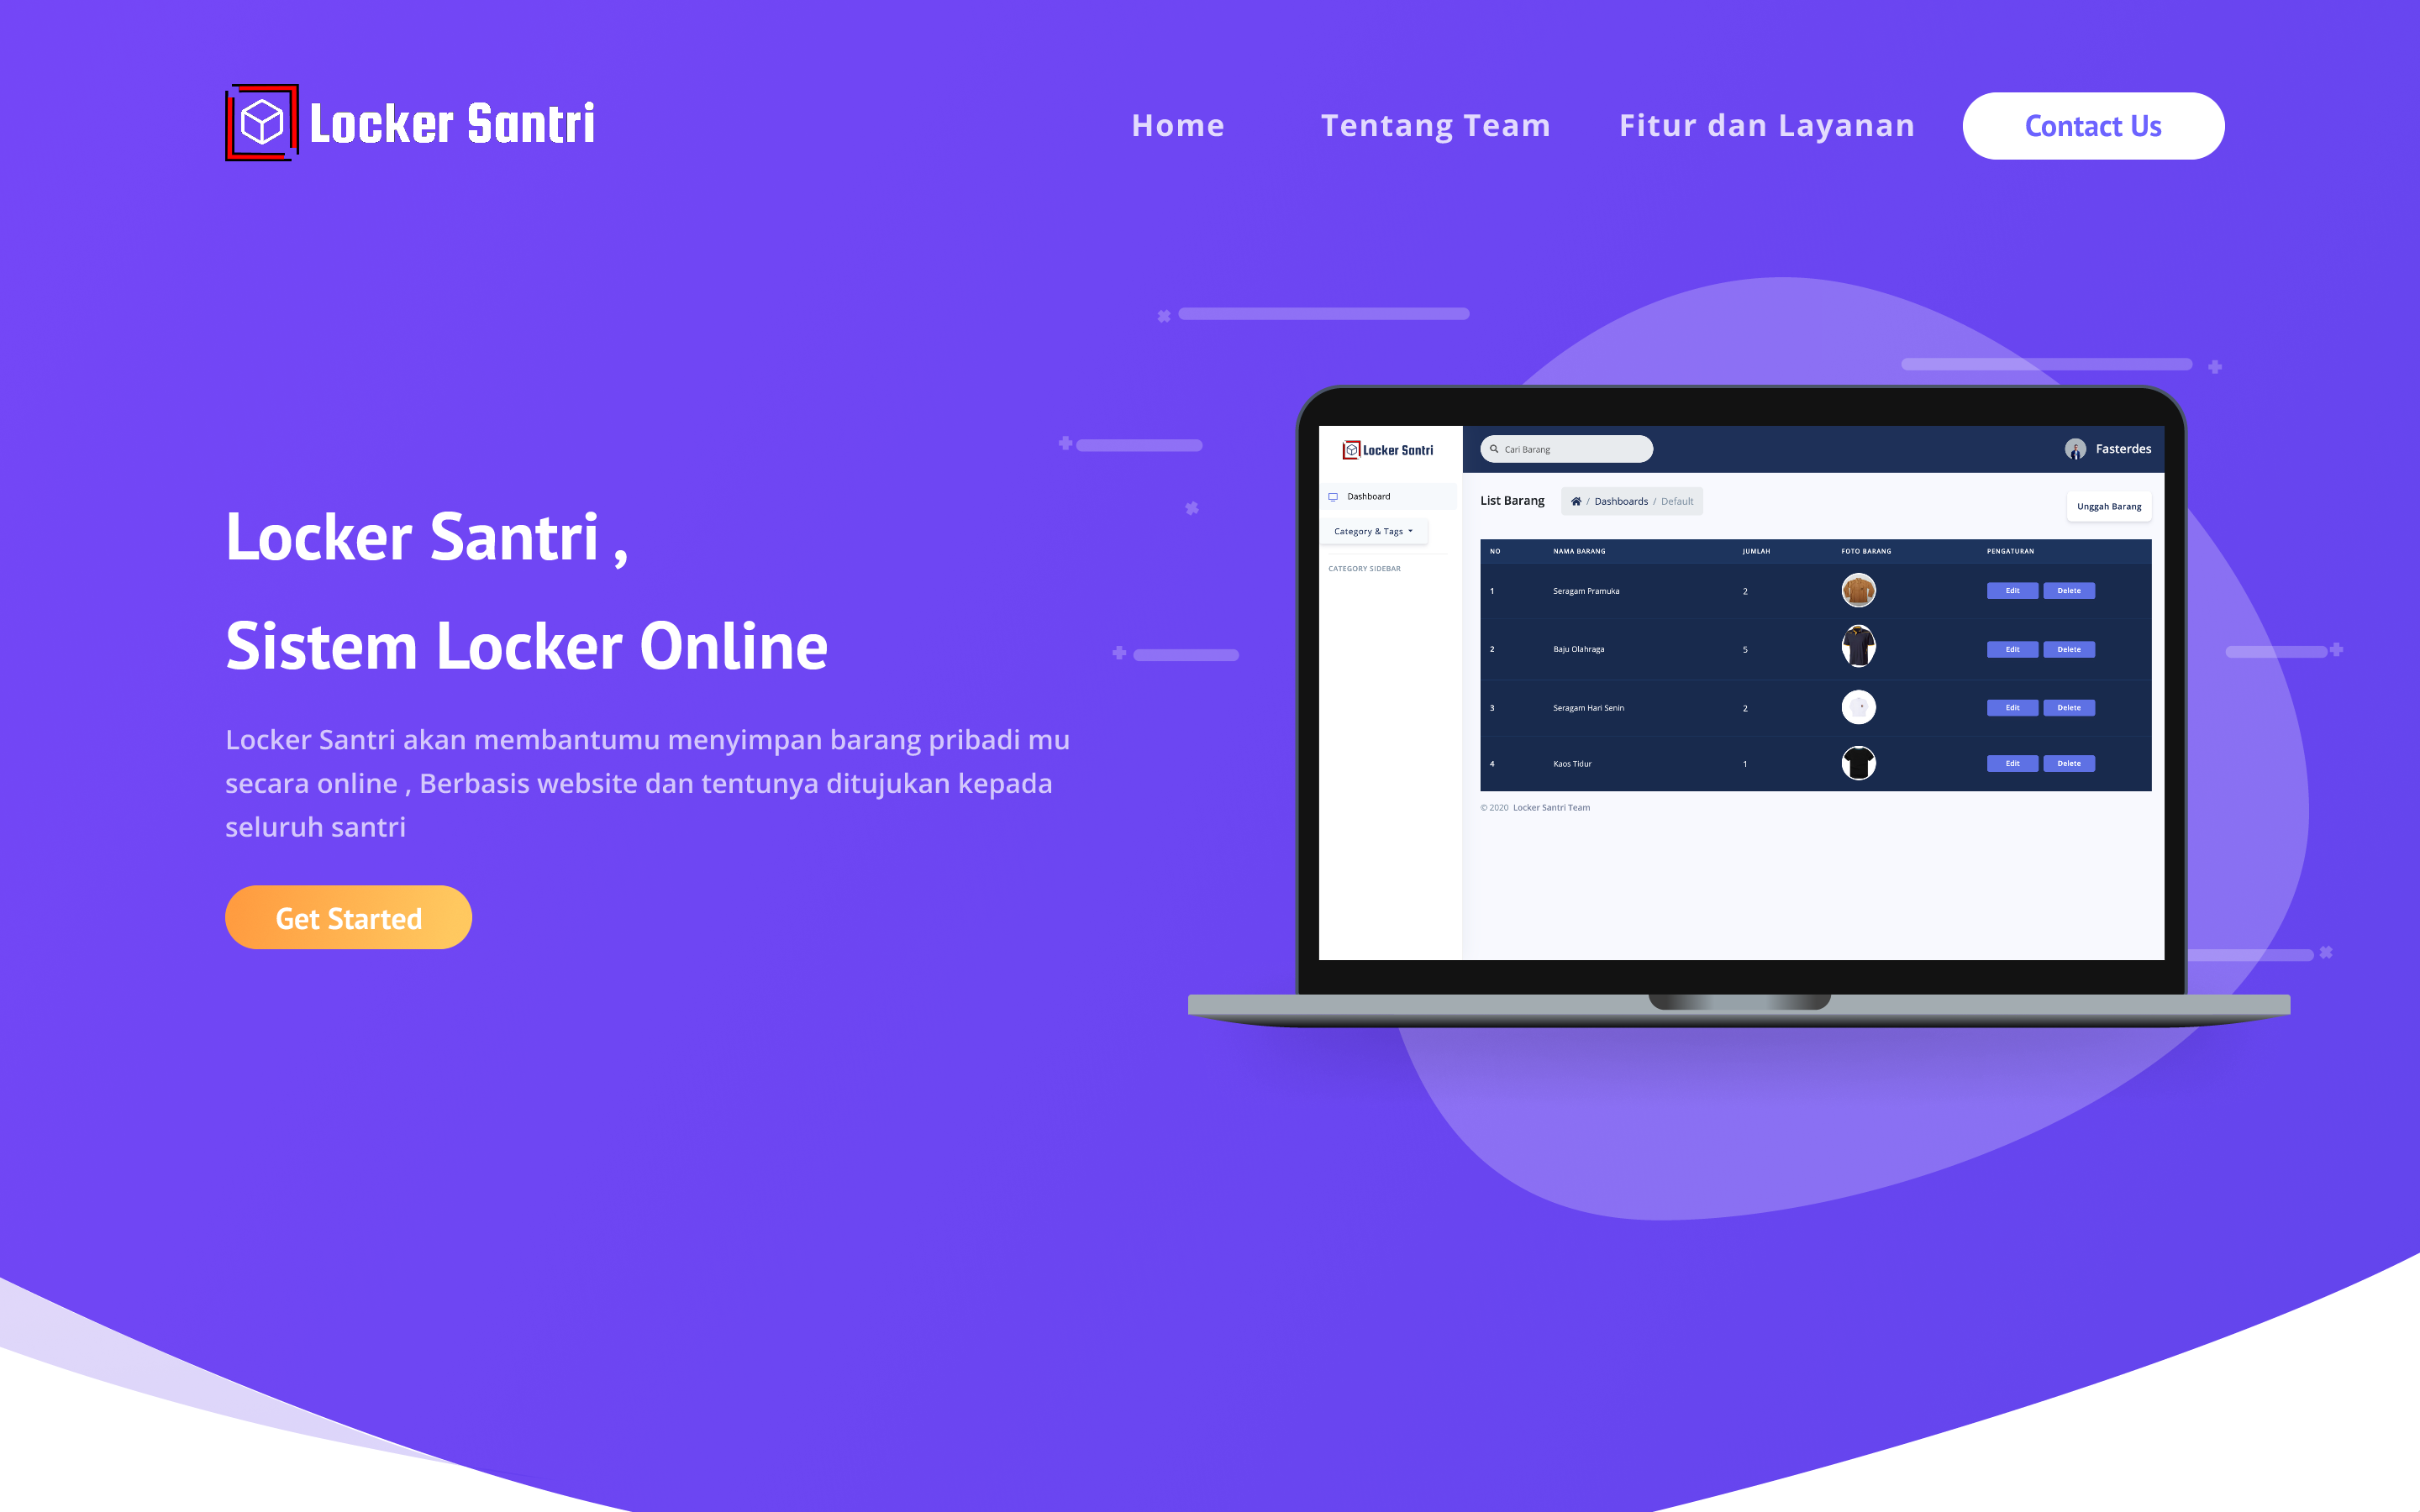 Locker Santri
Home
Tentang Team
Fitur dan Layanan
Contact Us
Locker Santri ,
Sistem Locker Online
Locker Santri akan membantumu menyimpan barang pribadi mu
secara online , Berbasis website dan tentunya ditujukan kepada
seluruh santri
Get Started
Locker Santri
Cari Barang
Fasterdes
Dashboard
Category & Tags
CATEGORY SIDEBAR
List Barang
/ Dashboards / Default
Unggah Barang
NO NAMA BARANG JUMLAH FOTO BARANG PENGATURAN
1 Seragam Pramuka 2 Edit Delete
2 Baju Olahraga 5 Edit Delete
3 Seragam Hari Senin 2 Edit Delete
4 Kaos Tidur 1 Edit Delete
© 2020 Locker Santri Team